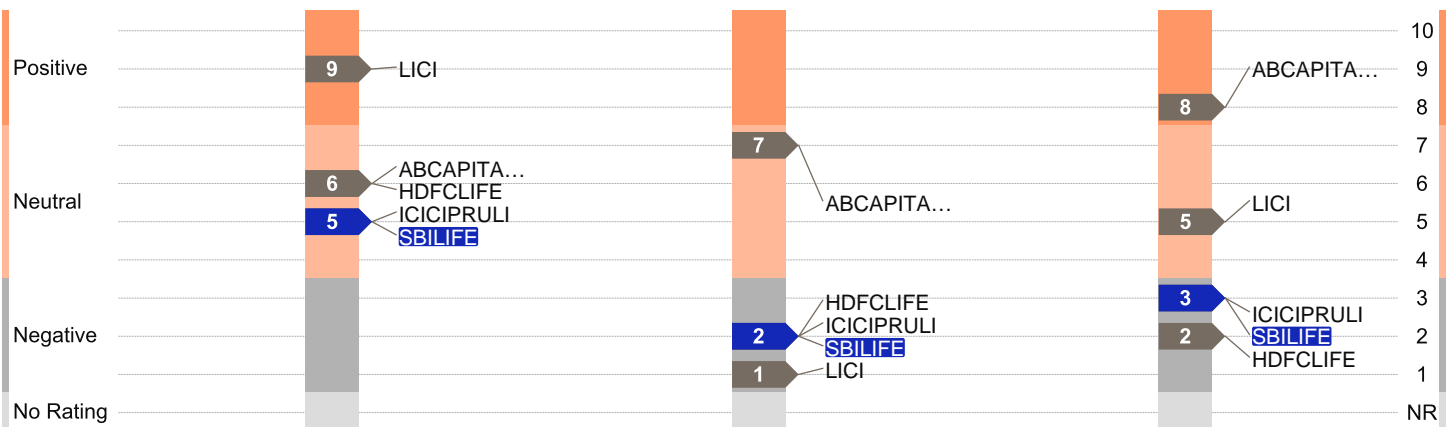 10
Positive
9
LICI
ABCAPITA…
9
8
8
7
7
ABCAPITA…
6
HDFCLIFE
6
Neutral
ABCAPITA…
LICI
5
ICICIPRULI
SBILIFE
5
5
4
HDFCLIFE
3
3
ICICIPRULI
ICICIPRULI
Negative
2
SBILIFE
2
SBILIFE
2
HDFCLIFE
1
LICI
1
No Rating
NR